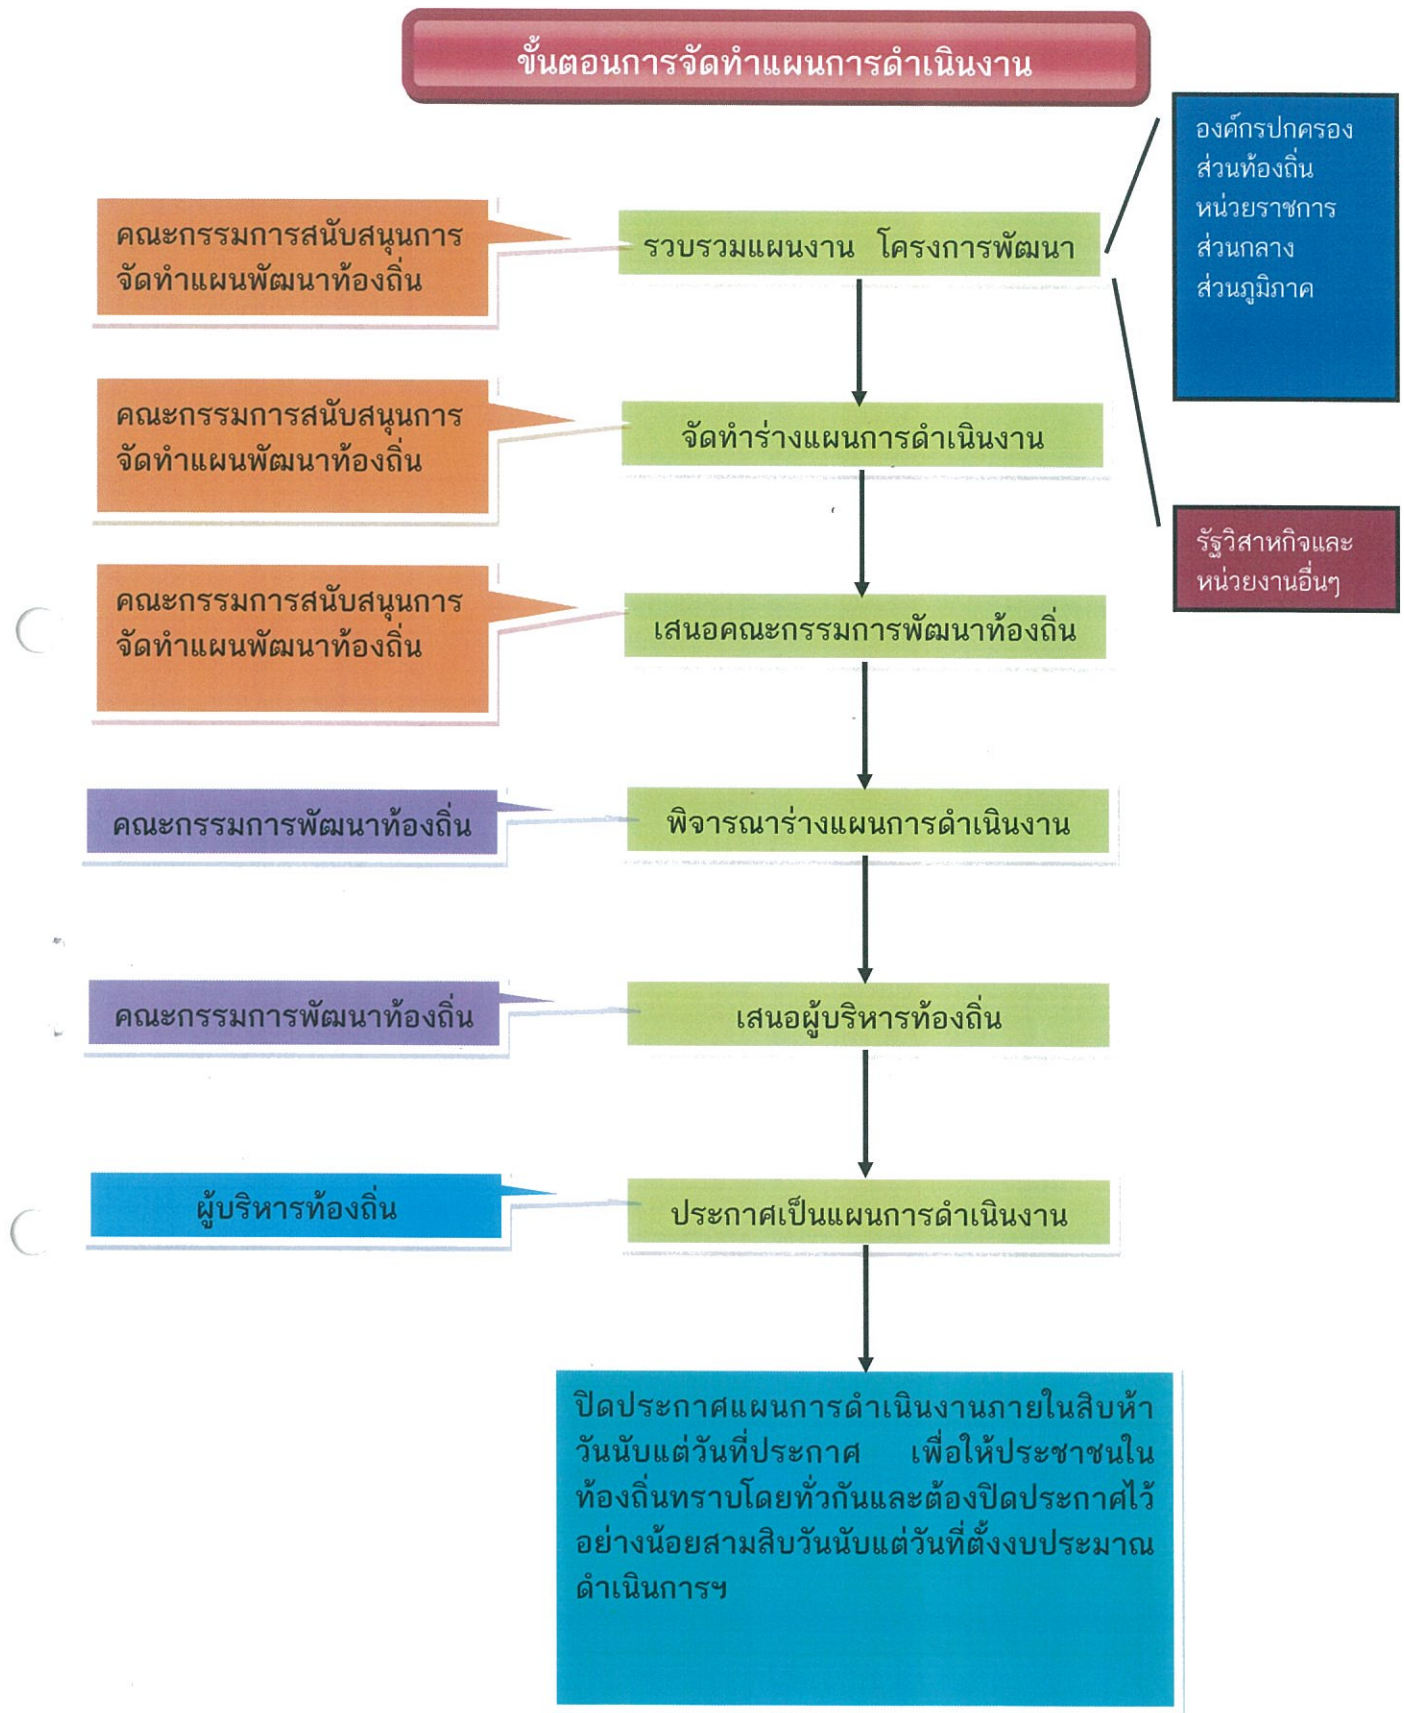 ขั้นตอนการจัดทำแผนการดำเนินงาน
องค์กรปกครอง
ส่วนท้องถิ่น
หน่วยราชการ
ส่วนกลาง
ส่วนภูมิภาค
คณะกรรมการสนับสนุนการ
จัดทำแผนพัฒนาท้องถิ่น
รวบรวมแผนงาน โครงการพัฒนา
คณะกรรมการสนับสนุนการ
จัดทำแผนพัฒนาท้องถิ่น
จัดทำร่างแผนการดำเนินงาน
รัฐวิสาหกิจและ
หน่วยงานอื่นๆ
คณะกรรมการสนับสนุนการ
จัดทำแผนพัฒนาท้องถิ่น
เสนอคณะกรรมการพัฒนาท้องถิ่น
คณะกรรมการพัฒนาท้องถิ่น
พิจารณาร่างแผนการดำเนินงาน
คณะกรรมการพัฒนาท้องถิ่น
เสนอผู้บริหารท้องถิ่น
ผู้บริหารท้องถิ่น
ประกาศเป็นแผนการดำเนินงาน
ปิดประกาศแผนการดำเนินงานภายในสิบห้า
วันนับแต่วันที่ประกาศ เพื่อให้ประชาชนใน
ท้องถิ่นทราบโดยทั่วกันและต้องปิดประกาศไว้
อย่างน้อยสามสิบวันนับแต่วันที่ตั้งงบประมาณ
ดำเนินการฯ